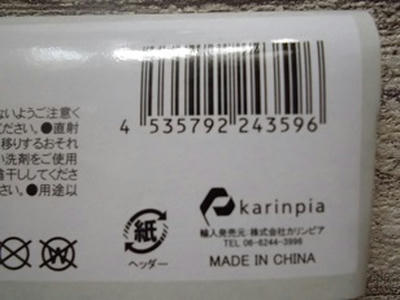 4 535792 243596
ないようご注意く
ださい。●直射
移りするおそれ
い洗剤をご使用
陰干ししてくださ
さい。●用途以
karinpia
輸入発売元:株式会社カリンピア
TEL 06-6244-3996
MADE IN CHINA
紙
ヘッダー
W